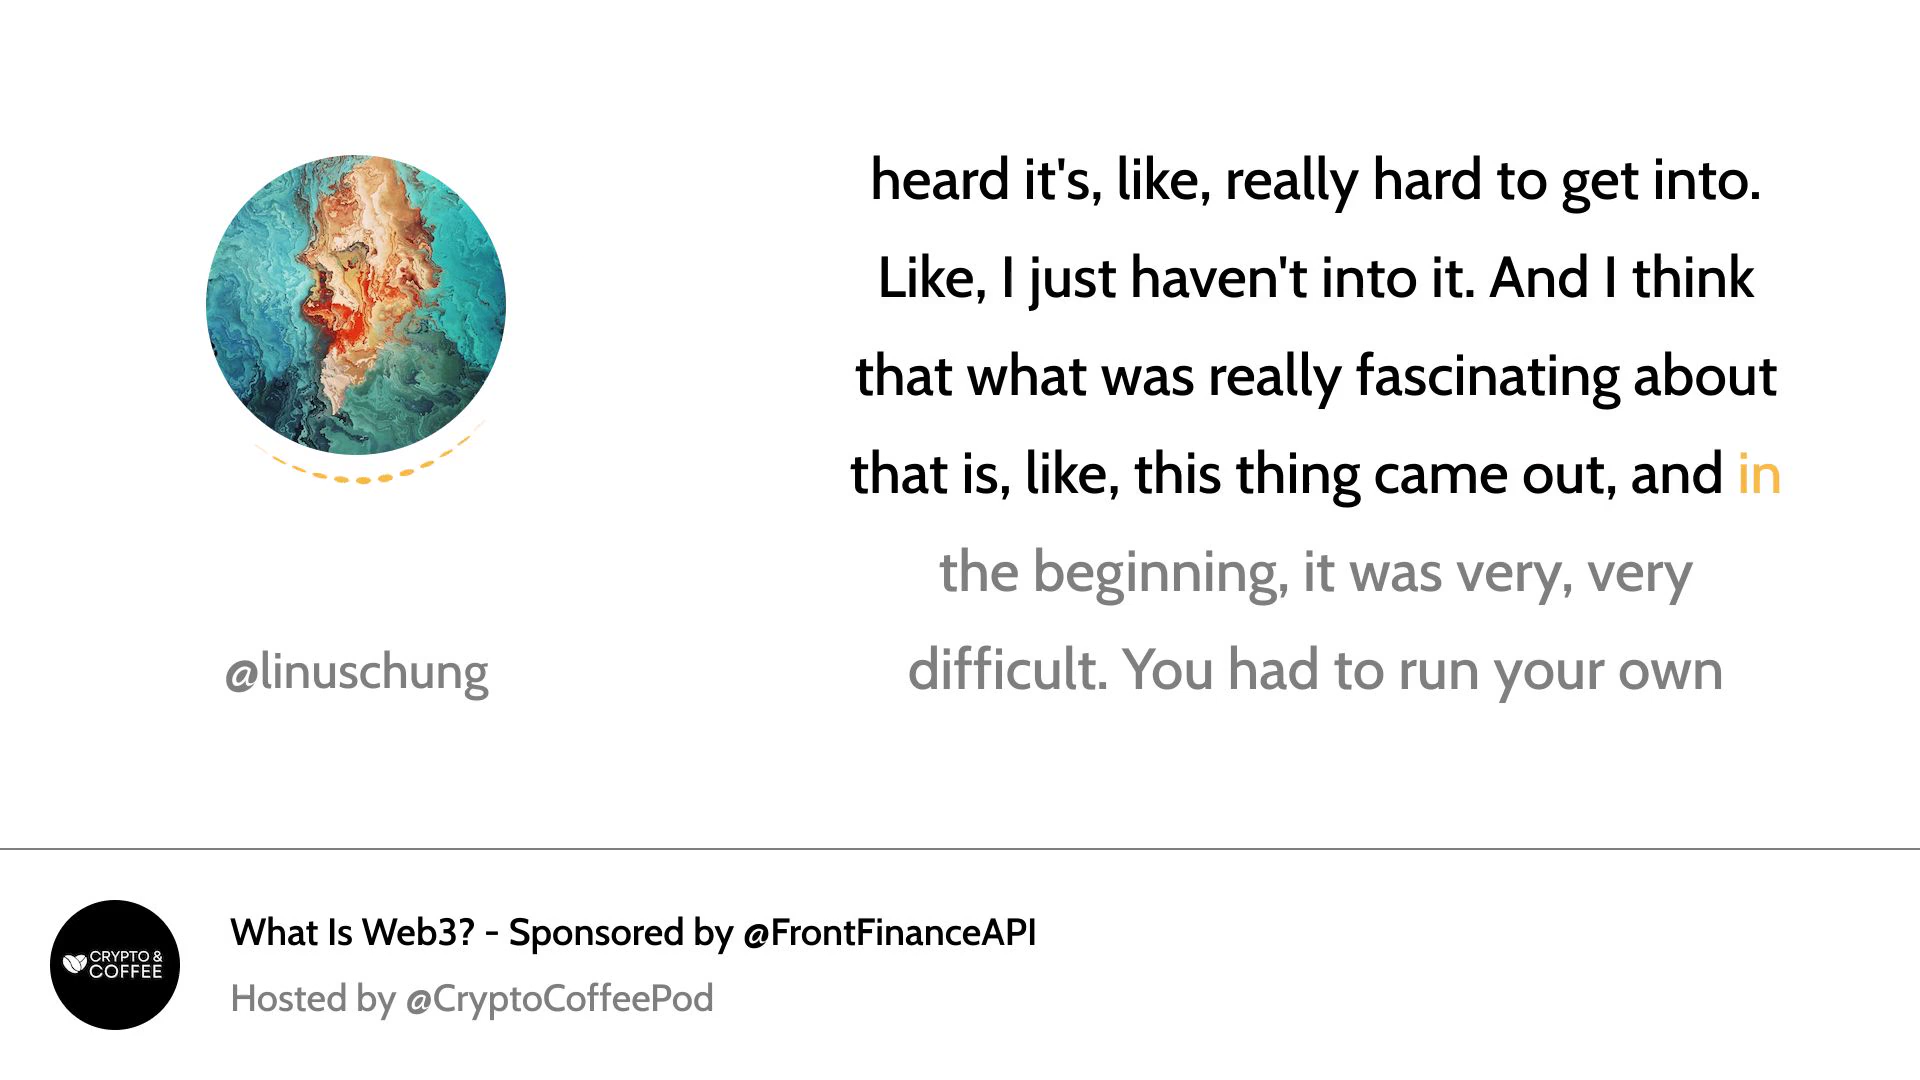 heard it's, like, really hard to get into.
Like, I just haven't into it. And I think
that what was really fascinating about
that is, like, this thing came out, and in
the beginning, it was very, very
difficult. You had to run your own
@linuschung
CRYPTO &
COFFEE
What Is Web3? - Sponsored by @FrontFinanceAPI
Hosted by @CryptoCoffeePod